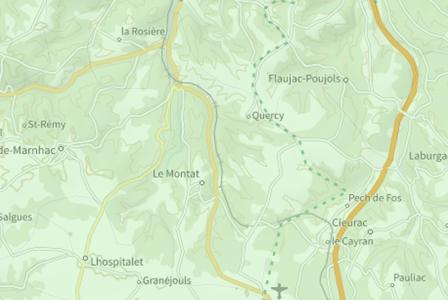 la Rosière
Flaujac-Poujols
Quercy
St-Rémy
de-Marnhac
Laburga
Le Montat
Pech de Fos
Salgues
Cieurac
le Cayran
Lhospitelet
Granéjouls
Pauliac